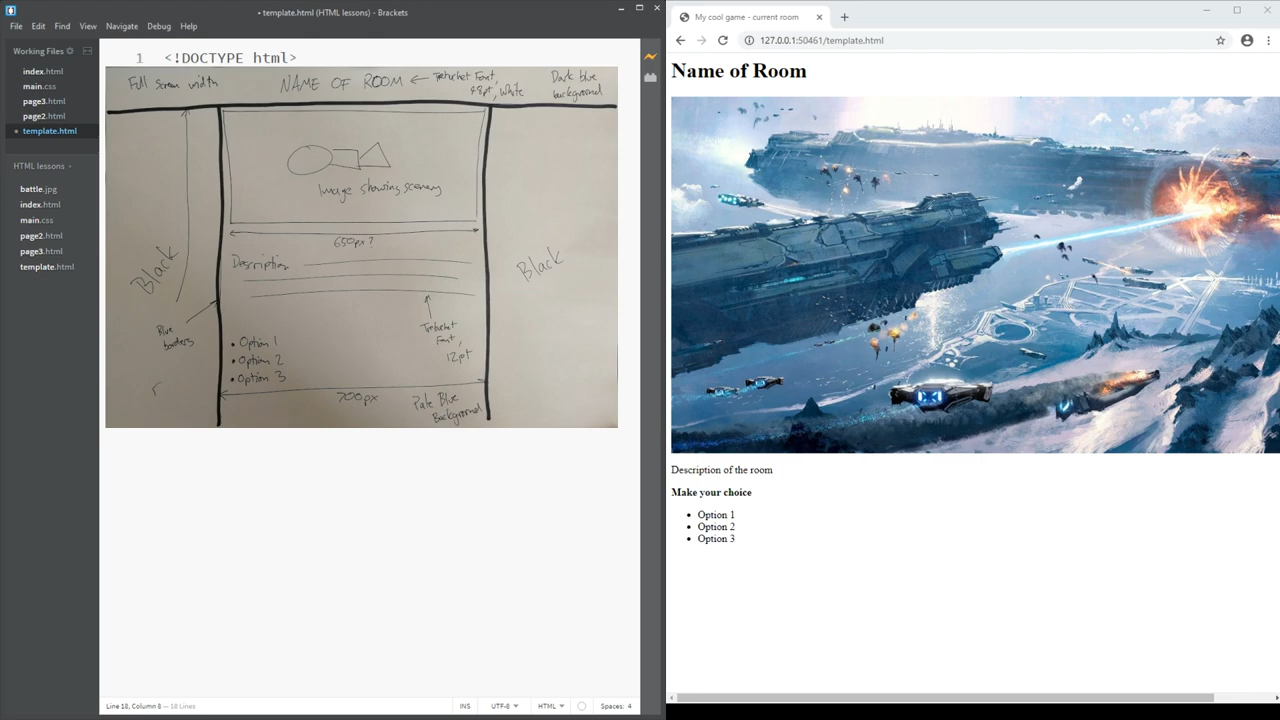 • template.html (HTML lessons) - Brackets
File Edit Find View Navigate Debug Help
Working Files
index.html
main.css
page3.html
page2.html
• template.html
HTML lessons
battle.jpg
index.html
main.css
page2.html
page3.html
template.html
1 <!DOCTYPE html>
Full screen width
NAME OF ROOM
Trebuchet Font,
48pt, White
Dark blue
background
Image showing scenery
650px?
Description
Black
Black
Blue
borders
Trebuchet
Font,
12pt
• Option 1
• Option 2
• Option 3
700px
Pale Blue
Background
Line 18, Column 8 — 18 Lines
INS UTF-8 HTML Spaces: 4
My cool game - current room
127.0.0.1:50461/template.html
Name of Room
Description of the room
Make your choice
• Option 1
• Option 2
• Option 3